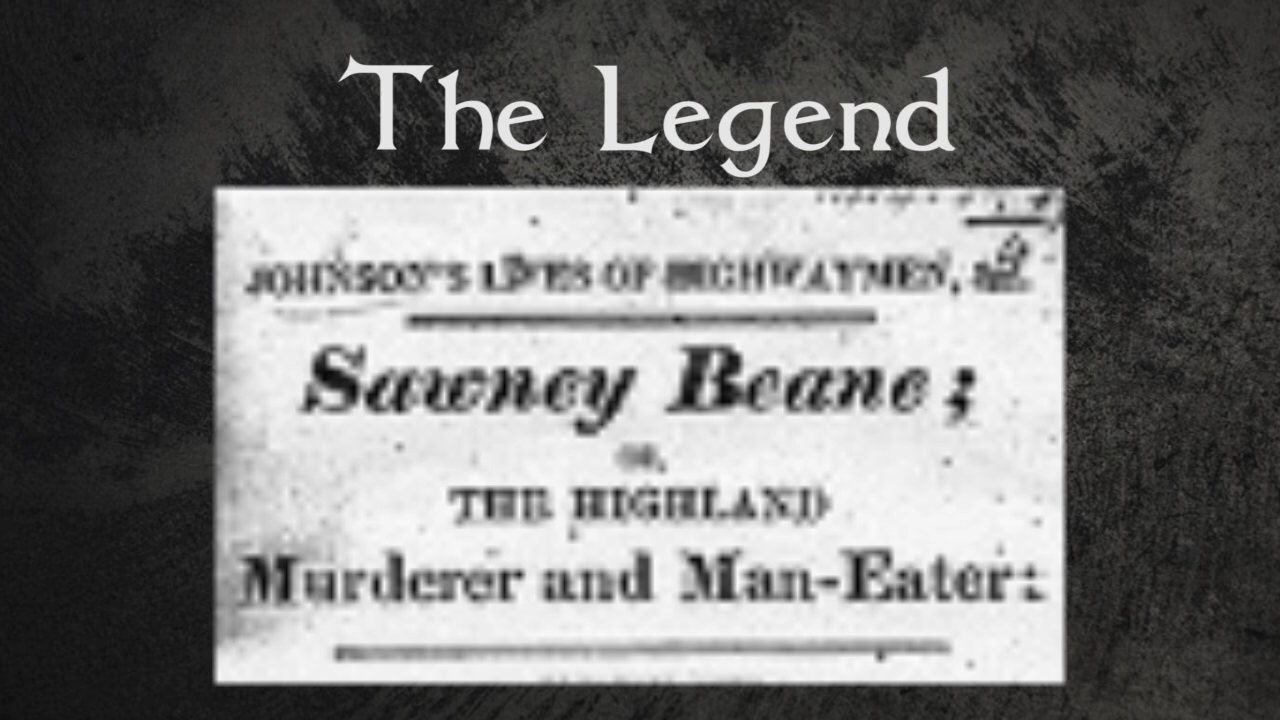 The Legend
JOHNSON'S LIVES OF HIGHWAYMEN, &c.
Sawney Beane;
OR,
THE HIGHLAND
Murderer and Man-Eater: